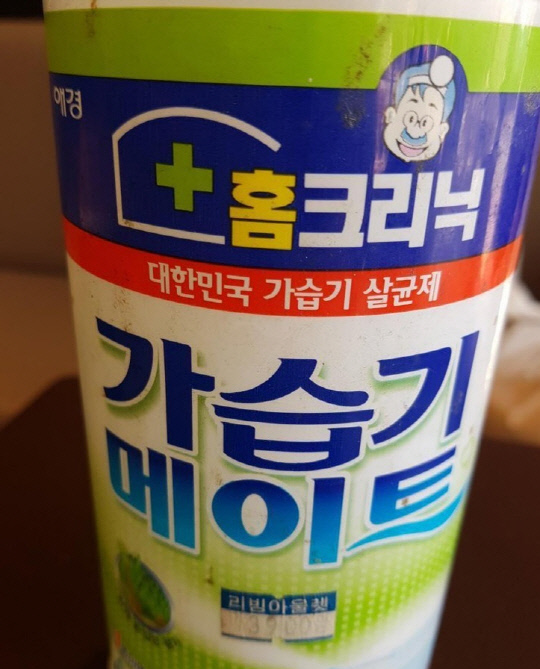 애경
홈크리닉
대한민국 가습기 살균제
가습기
메이트
리빙아울렛